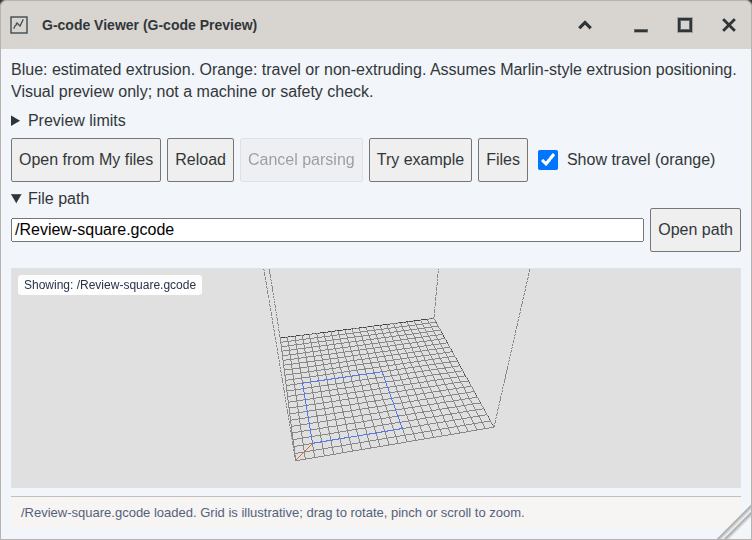 G-code Viewer (G-code Preview)
Blue: estimated extrusion. Orange: travel or non-extruding. Assumes Marlin-style extrusion positioning.
Visual preview only; not a machine or safety check.
Preview limits
Open from My files
Reload
Cancel parsing
Try example
Files
Show travel (orange)
File path
/Review-square.gcode
Open path
Showing: /Review-square.gcode
/Review-square.gcode loaded. Grid is illustrative; drag to rotate, pinch or scroll to zoom.